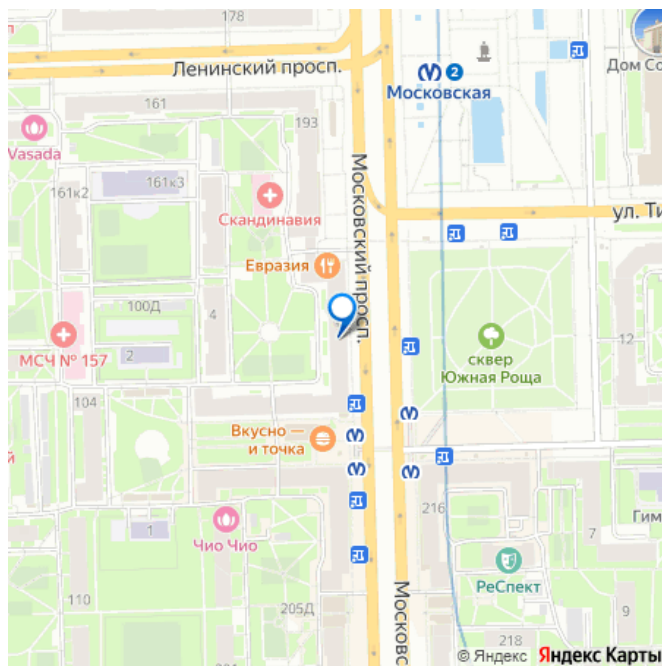 178
Ленинский просп.
Дом Со
2
Московская
161
193
Vasada
161к2
161к3
Скандинавия
Московский просп.
ул. Ти
Евразия
100Д
4
2
МСЧ № 157
12
сквер
Южная Роща
104
Вкусно —
и точка
й
216
1
Чио Чио
7
Гим
РеСпект
110
205Д
Московс
9
218
© Яндекс
Яндекс Карты